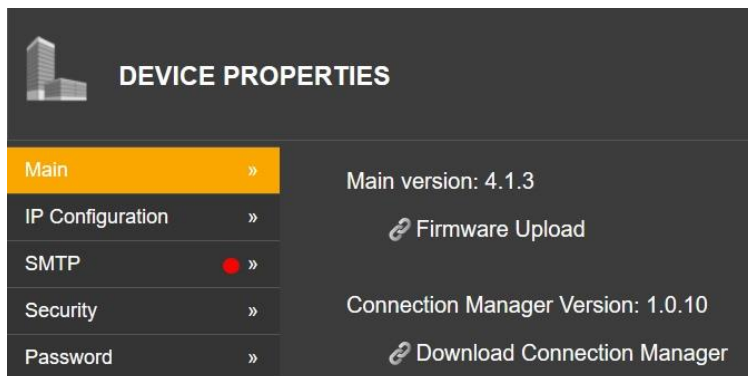 DEVICE PROPERTIES
Main »
IP Configuration »
SMTP »
Security »
Password »
Main version: 4.1.3
Firmware Upload
Connection Manager Version: 1.0.10
Download Connection Manager